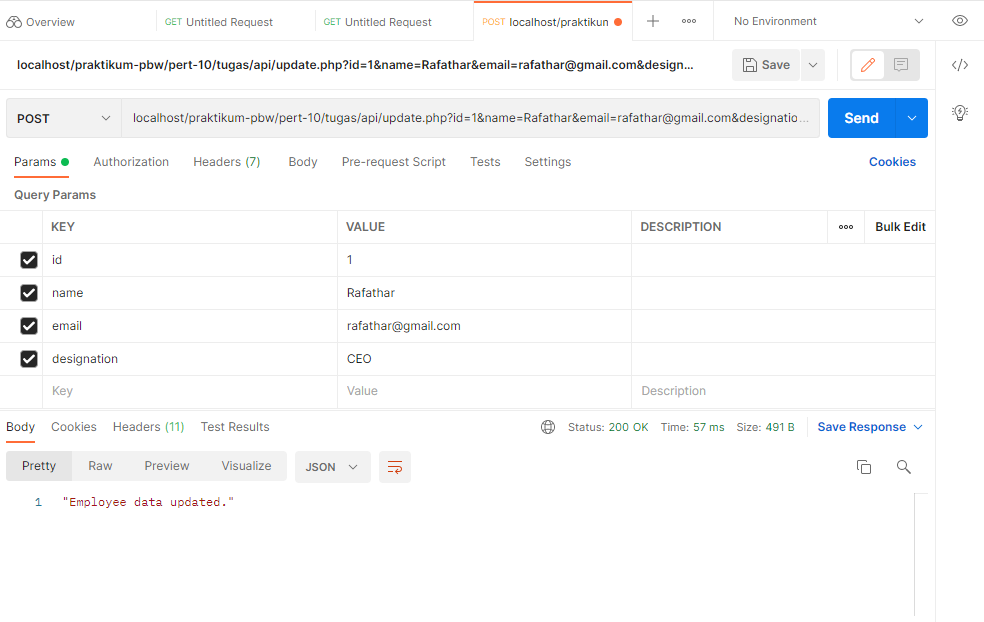 Overview GET Untitled Request GET Untitled Request POST localhost/praktikun No Environment
localhost/praktikum-pbw/pert-10/tugas/api/update.php?id=1&name=Rafathar&email=rafathar@gmail.com&design... Save
POST localhost/praktikum-pbw/pert-10/tugas/api/update.php?id=1&name=Rafathar&email=rafathar@gmail.com&designatio... Send
Params Authorization Headers (7) Body Pre-request Script Tests Settings Cookies
Query Params
KEY VALUE DESCRIPTION Bulk Edit
id 1
name Rafathar
email rafathar@gmail.com
designation CEO
Key Value Description
Body Cookies Headers (11) Test Results Status: 200 OK Time: 57 ms Size: 491 B Save Response
Pretty Raw Preview Visualize JSON
1 "Employee data updated."